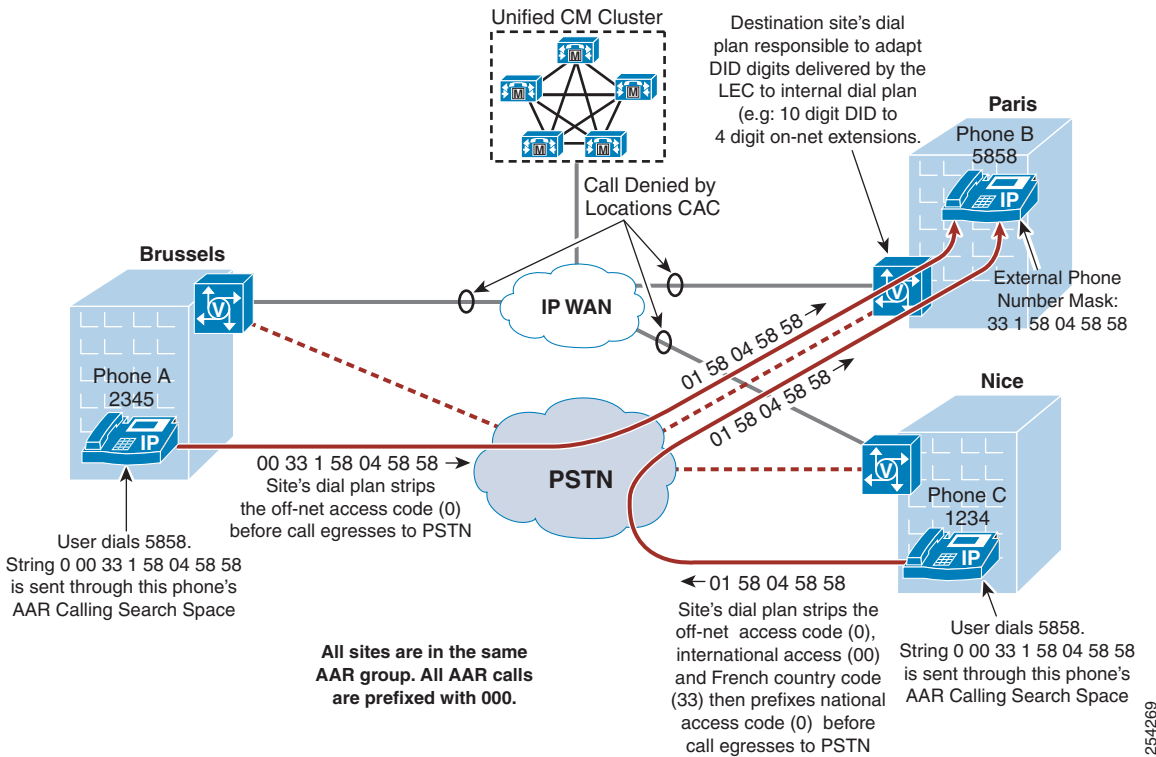 Unified CM Cluster
M
M
M
M
M
Destination site's dial
plan responsible to adapt
DID digits delivered by the
LEC to internal dial plan
(e.g: 10 digit DID to
4 digit on-net extensions.
Paris
Phone B
5858
IP
Call Denied by
Locations CAC
Brussels
V
IP WAN
V
External Phone
Number Mask:
33 1 58 04 58 58
01 58 04 58 58
01 58 04 58 58
Phone A
2345
IP
Nice
00 33 1 58 04 58 58
Site's dial plan strips
the off-net access code (0)
before call egresses to PSTN
PSTN
V
Phone C
1234
IP
User dials 5858.
String 0 00 33 1 58 04 58 58
is sent through this phone's
AAR Calling Search Space
01 58 04 58 58
Site's dial plan strips the
off-net access code (0),
international access (00)
and French country code
(33) then prefixes national
access code (0) before
call egresses to PSTN
User dials 5858.
String 0 00 33 1 58 04 58 58
is sent through this phone's
AAR Calling Search Space
All sites are in the same
AAR group. All AAR calls
are prefixed with 000.
254269